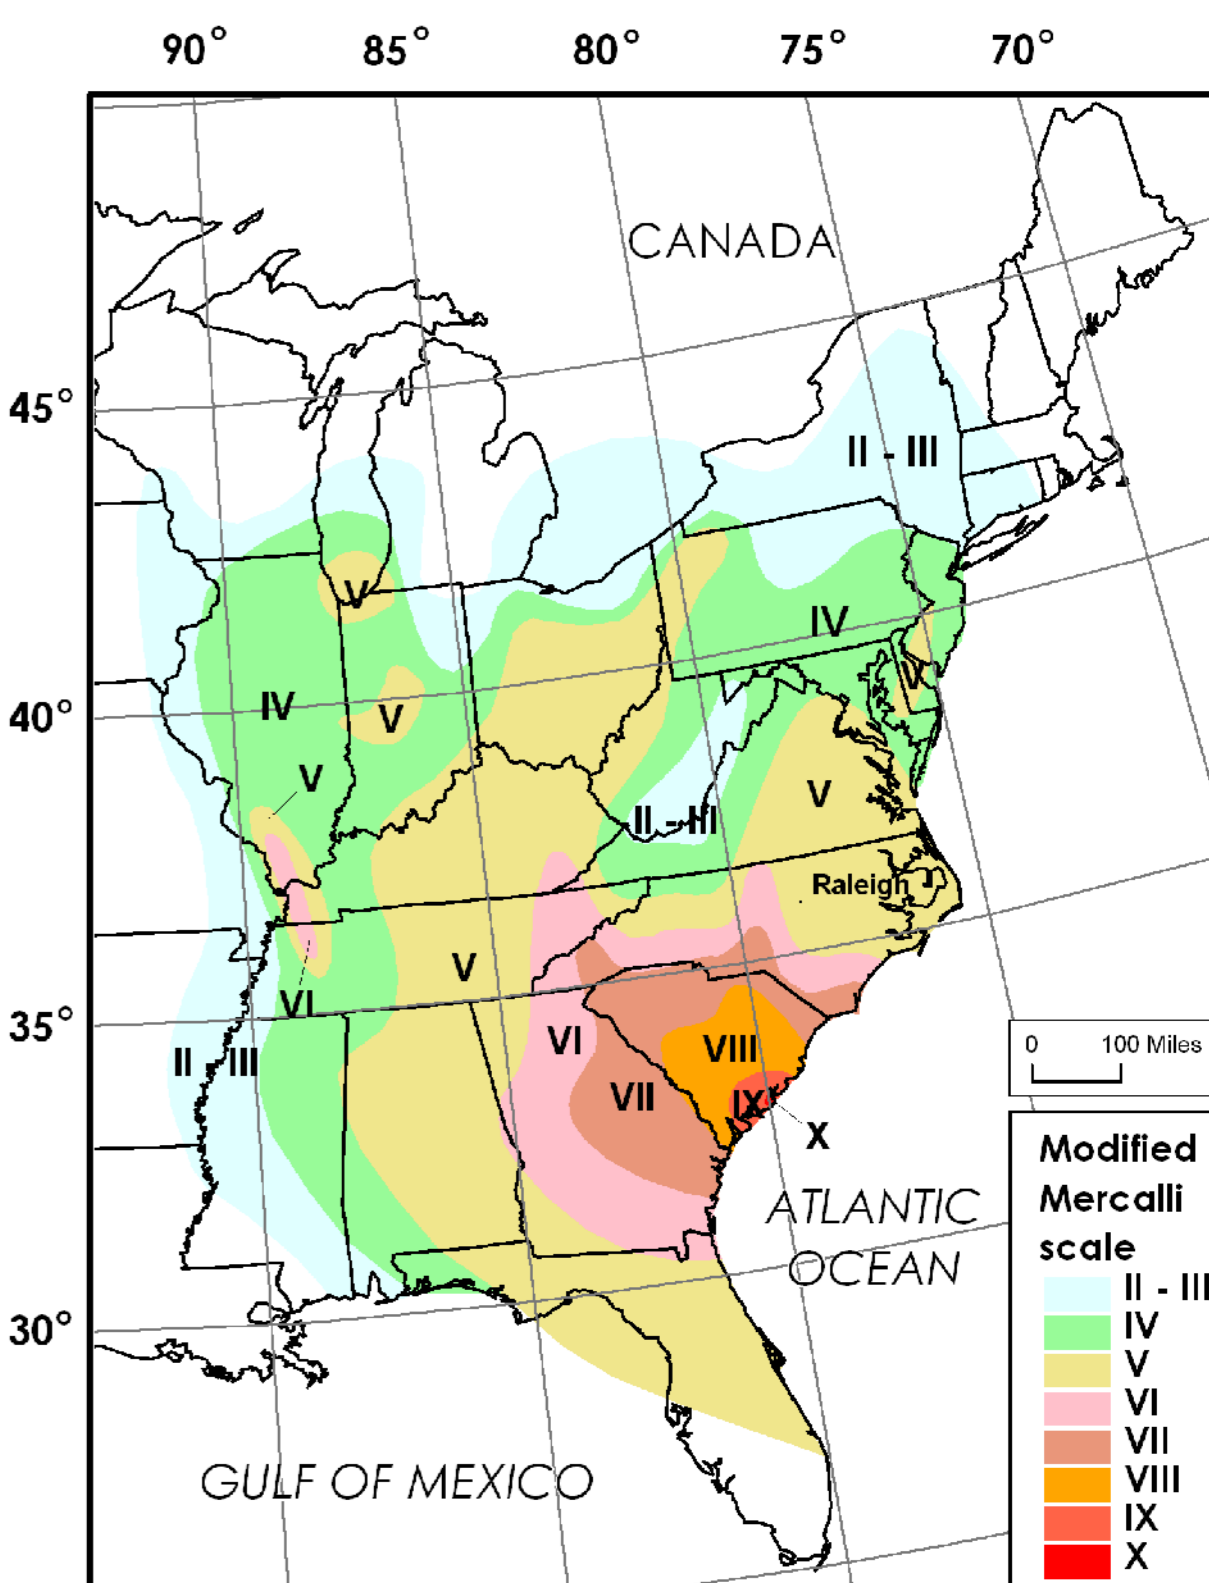 90° 85° 80° 75° 70°
CANADA
45°
II - III
V
IV
40°
IV
V
V
V
V
II - III
Raleigh
V
VI
35°
II - III
VI
VIII
0 100 Miles
VII
IX
X
Modified
Mercalli
scale
ATLANTIC
OCEAN
II - III
IV
30°
V
VI
VII
GULF OF MEXICO
VIII
IX
X